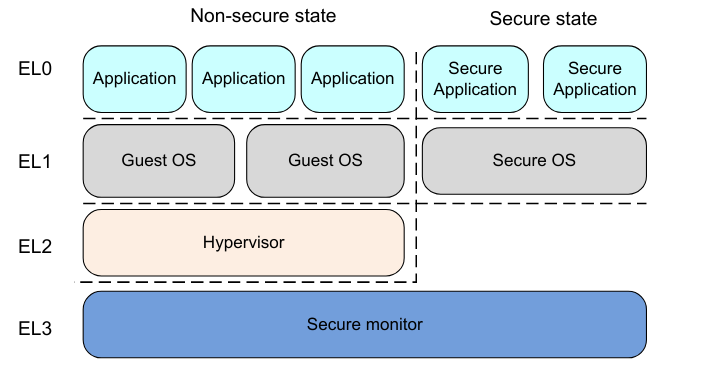 Non-secure state
Secure state
EL0
Application
Application
Application
Secure
Application
Secure
Application
EL1
Guest OS
Guest OS
Secure OS
EL2
Hypervisor
EL3
Secure monitor